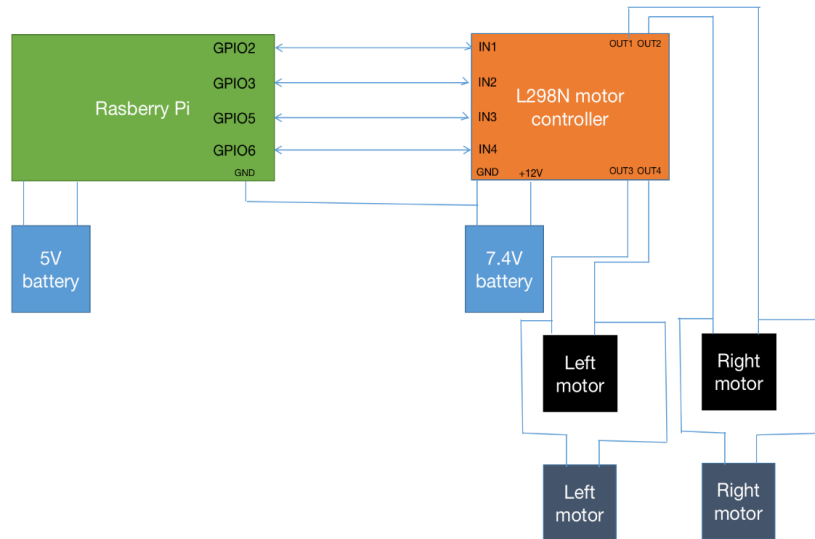 GPIO2
GPIO3
Rasberry Pi
GPIO5
GPIO6
GND
IN1
OUT1 OUT2
IN2
L298N motor
controller
IN3
IN4
GND
+12V
OUT3 OUT4
5V
battery
7.4V
battery
Left
motor
Right
motor
Left
motor
Right
motor